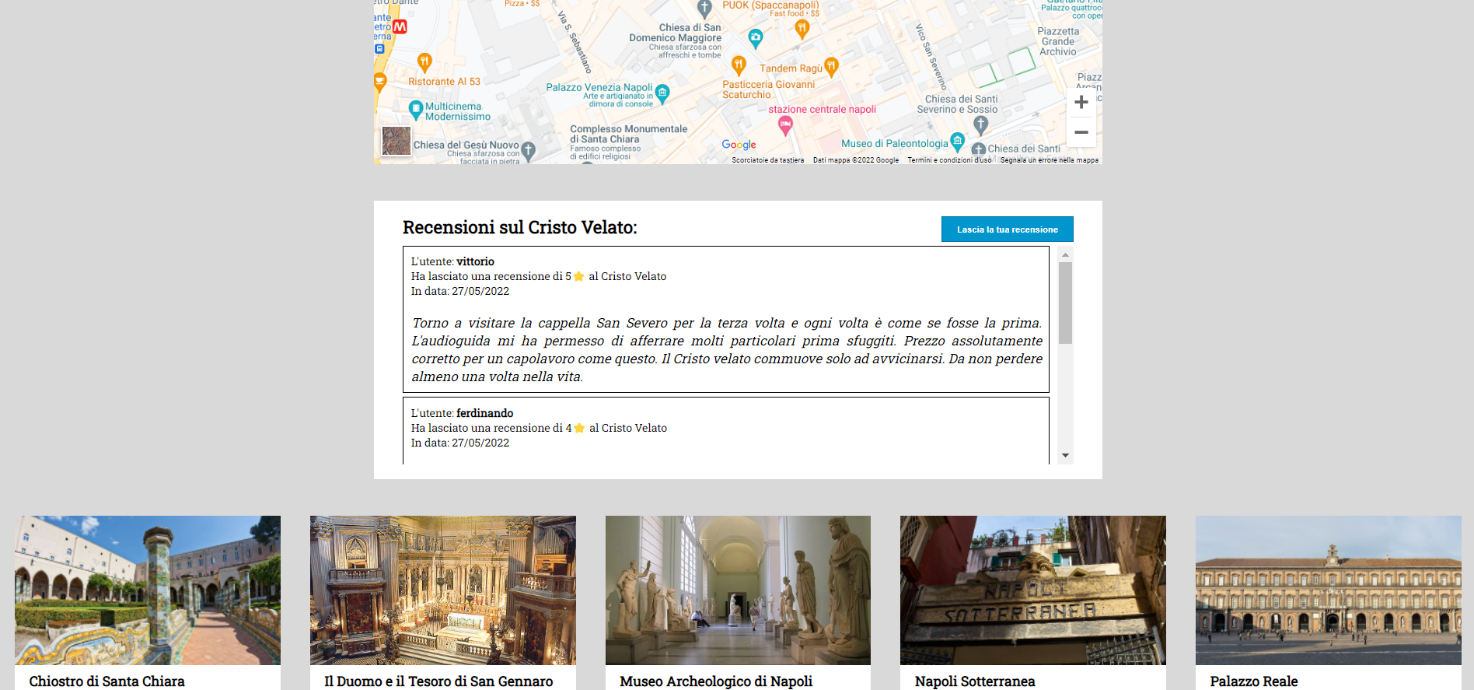 Pizza · $$
PUOK (Spaccanapoli)
Fast food · $$
Palazzo quattroc
con oper
Via S. Sebastiano
Chiesa di San
Domenico Maggiore
Chiesa sfarzosa con
affreschi e tombe
Vico San Severino
Piazzetta
Grande
Archivio
M
Ristorante Al 53
Tandem Ragù
Pasticceria Giovanni
Scaturchio
Palazzo Venezia Napoli
Arte e artigianato in
dimora di console
Multicinema
Modernissimo
stazione centrale napoli
Chiesa dei Santi
Severino e Sossio
+
−
Complesso Monumentale
di Santa Chiara
Famoso complesso
di edifici religiosi
Chiesa del Gesù Nuovo
Chiesa sfarzosa con
facciata in pietra
Google
Museo di Paleontologia
Chiesa dei Santi
Scorciatoie da tastiera Dati mappa ©2022 Google Termini e condizioni d'uso Segnala un errore nella mappa
Recensioni sul Cristo Velato:
Lascia la tua recensione
L'utente: vittorio
Ha lasciato una recensione di 5⭐ al Cristo Velato
In data: 27/05/2022
Torno a visitare la cappella San Severo per la terza volta e ogni volta è come se fosse la prima.
L'audioguida mi ha permesso di afferrare molti particolari prima sfuggiti. Prezzo assolutamente
corretto per un capolavoro come questo. Il Cristo velato commuove solo ad avvicinarsi. Da non perdere
almeno una volta nella vita.
L'utente: ferdinando
Ha lasciato una recensione di 4⭐ al Cristo Velato
In data: 27/05/2022
NAPOLI
SOTTERRANEA
Chiostro di Santa Chiara
Il Duomo e il Tesoro di San Gennaro
Museo Archeologico di Napoli
Napoli Sotterranea
Palazzo Reale